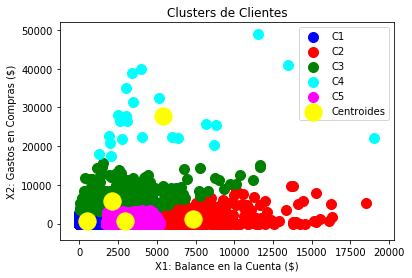 Clusters de Clientes
X2: Gastos en Compras ($)
50000
40000
30000
20000
10000
0
C1
C2
C3
C4
C5
Centroides
0
2500
5000
7500
10000
12500
15000
17500
20000
X1: Balance en la Cuenta ($)